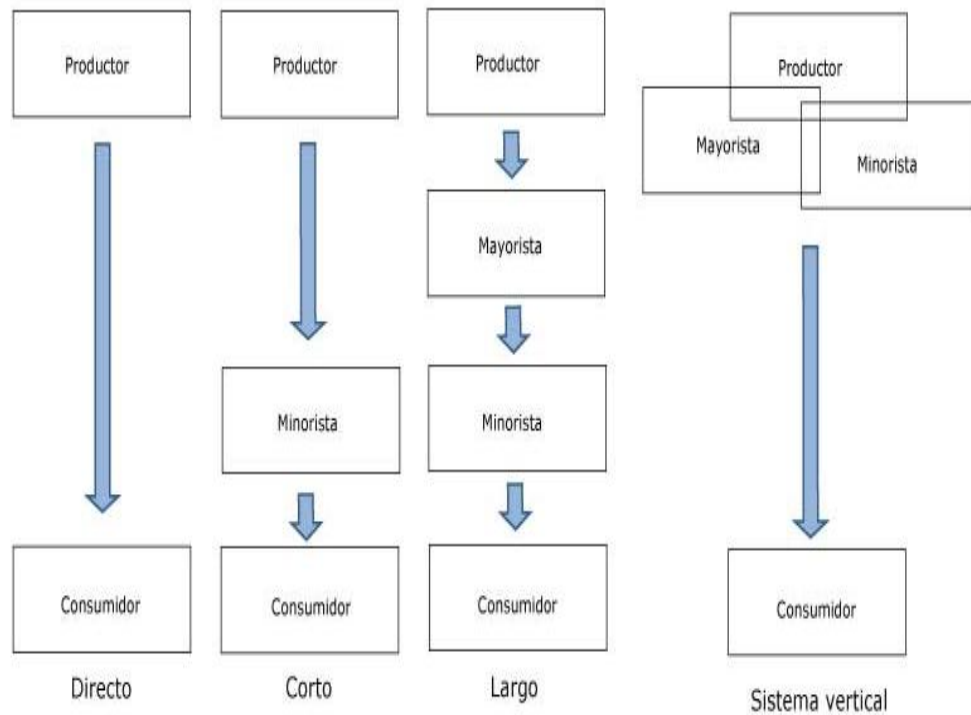 Productor
Consumidor
Directo
Productor
Minorista
Consumidor
Corto
Productor
Mayorista
Minorista
Consumidor
Largo
Productor
Mayorista
Minorista
Consumidor
Sistema vertical